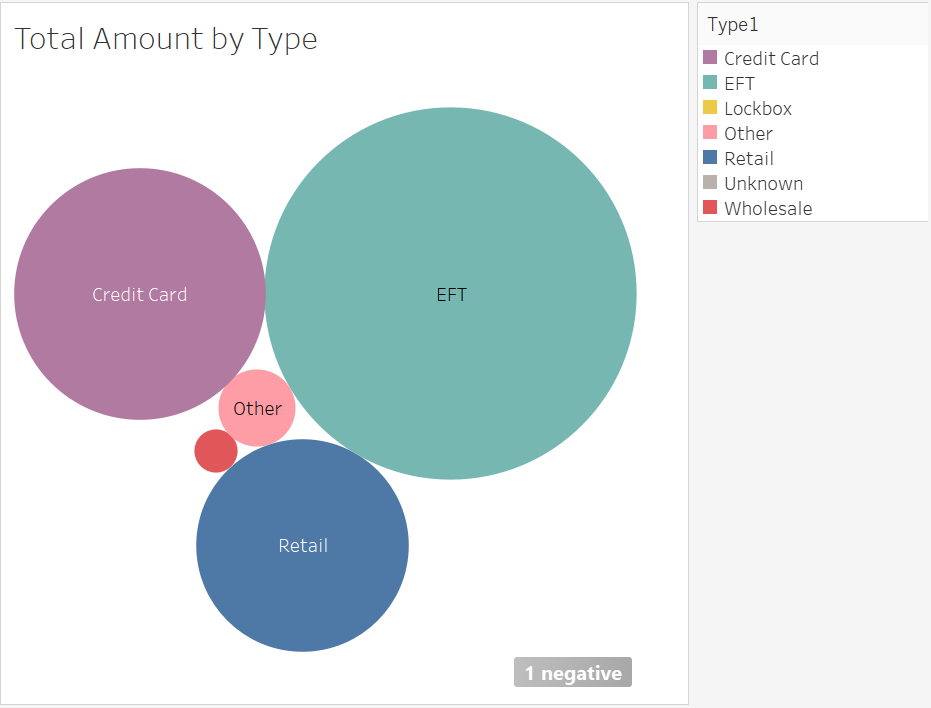 Total Amount by Type
Credit Card
EFT
Other
Retail
1 negative
Type1
Credit Card
EFT
Lockbox
Other
Retail
Unknown
Wholesale